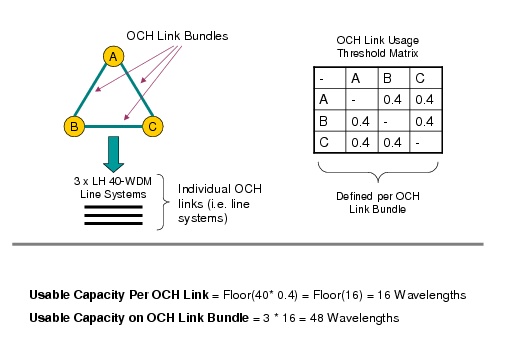 OCH Link Bundles
A
B
C
3 x LH 40-WDM
Line Systems
Individual OCH
links (i.e. line
systems)
OCH Link Usage
Threshold Matrix
- A B C
A - 0.4 0.4
B 0.4 - 0.4
C 0.4 0.4 -
Defined per OCH
Link Bundle
Usable Capacity Per OCH Link = Floor(40* 0.4) = Floor(16) = 16 Wavelengths
Usable Capacity on OCH Link Bundle = 3 * 16 = 48 Wavelengths